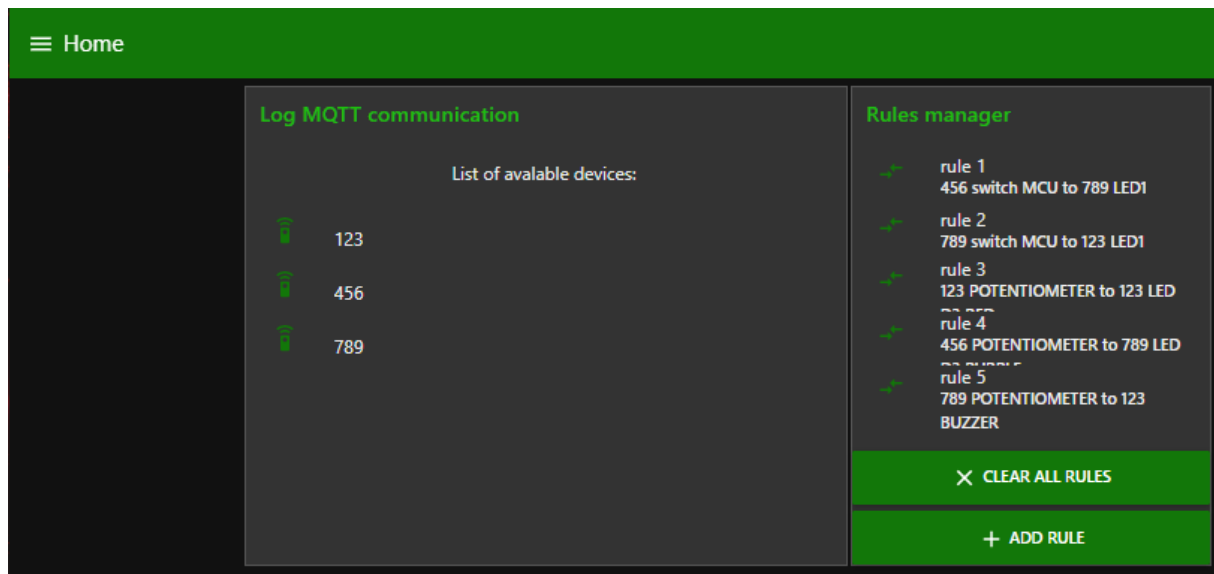 Home
Log MQTT communication
List of avalable devices:
123
456
789
Rules manager
rule 1
456 switch MCU to 789 LED1
rule 2
789 switch MCU to 123 LED1
rule 3
123 POTENTIOMETER to 123 LED
rule 4
456 POTENTIOMETER to 789 LED
rule 5
789 POTENTIOMETER to 123
BUZZER
CLEAR ALL RULES
ADD RULE